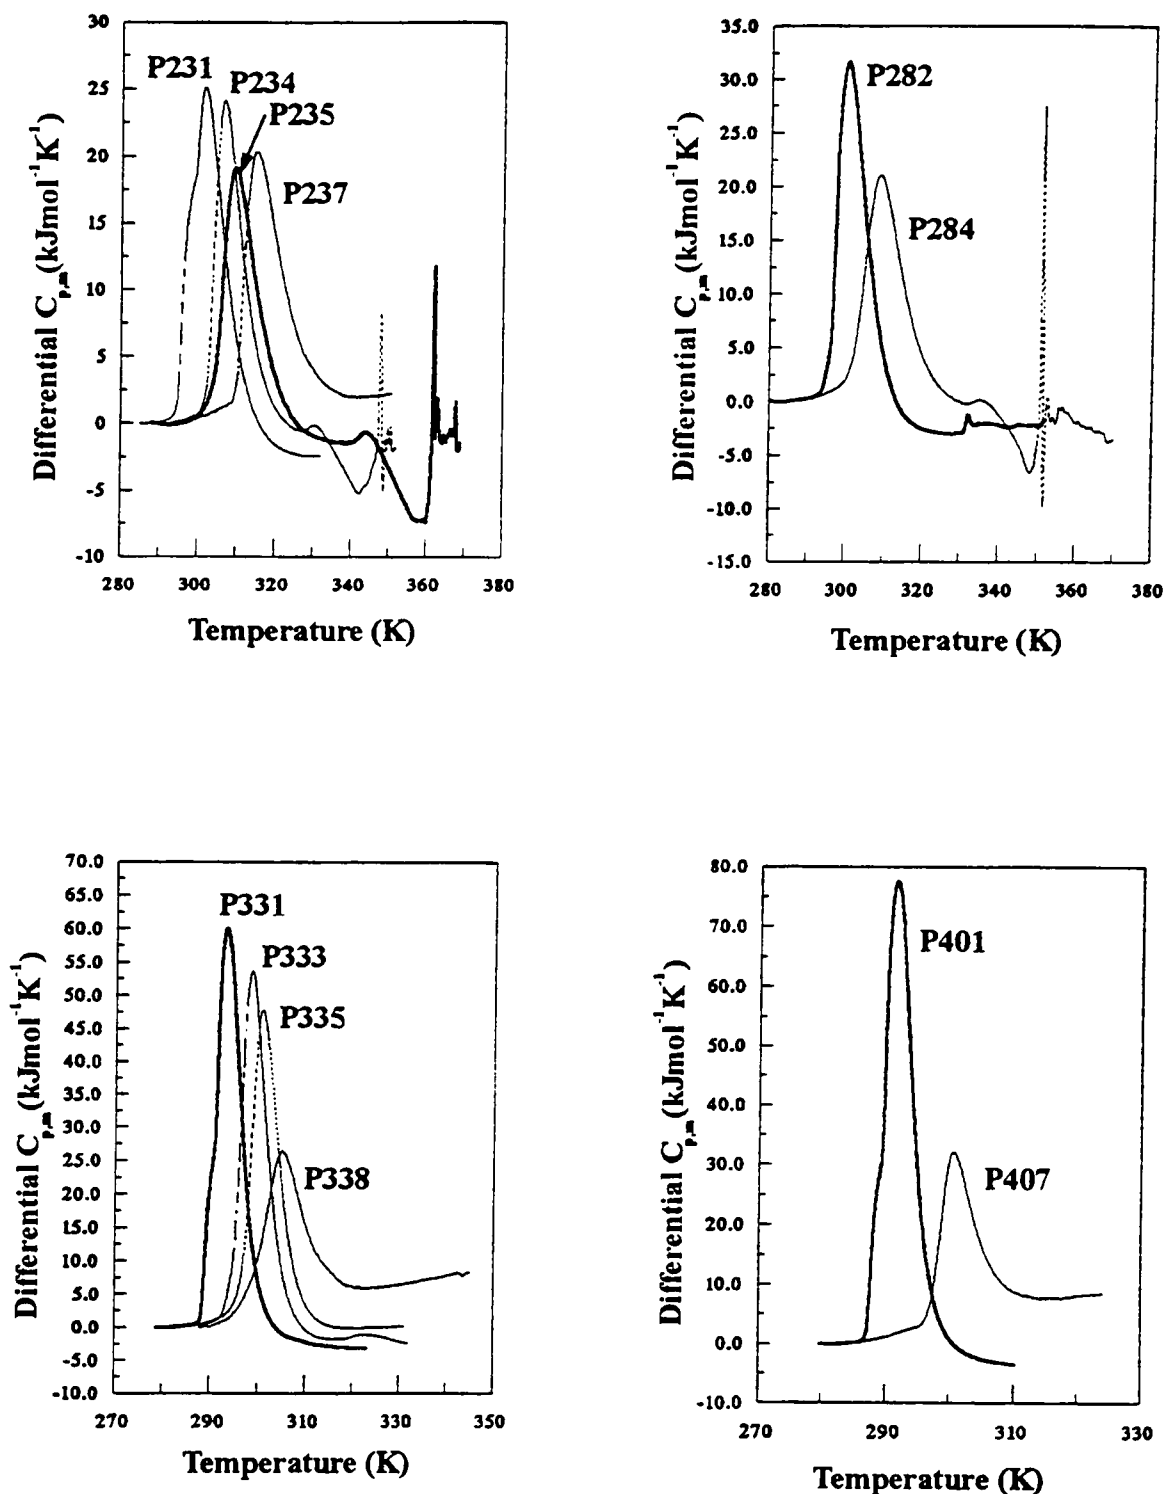 30
25
20
15
10
5
0
-5
-10
280 300 320 340 360 380
P231
P234
P235
P237
Differential Cp,m (kJmol-1K-1)
Temperature (K)
35.0
30.0
25.0
20.0
15.0
10.0
5.0
0.0
-5.0
-10.0
-15.0
280 300 320 340 360 380
P282
P284
Differential Cp,m (kJmol-1K-1)
Temperature (K)
70.0
65.0
60.0
55.0
50.0
45.0
40.0
35.0
30.0
25.0
20.0
15.0
10.0
5.0
0.0
-5.0
-10.0
270 290 310 330 350
P331
P333
P335
P338
Differential Cp,m (kJmol-1K-1)
Temperature (K)
80.0
70.0
60.0
50.0
40.0
30.0
20.0
10.0
0.0
-10.0
270 290 310 330
P401
P407
Differential Cp,m (kJmol-1K-1)
Temperature (K)